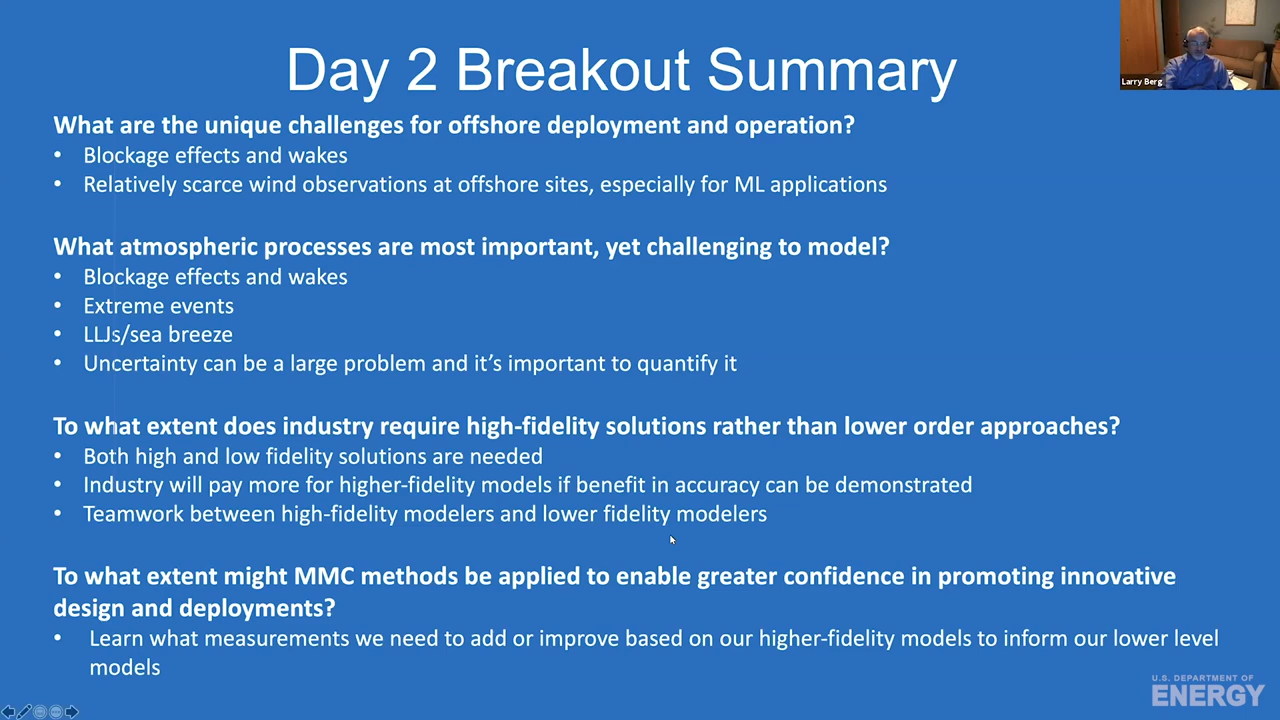 Day 2 Breakout Summary
Larry Berg
What are the unique challenges for offshore deployment and operation?
• Blockage effects and wakes
• Relatively scarce wind observations at offshore sites, especially for ML applications
What atmospheric processes are most important, yet challenging to model?
• Blockage effects and wakes
• Extreme events
• LLJs/sea breeze
• Uncertainty can be a large problem and it’s important to quantify it
To what extent does industry require high-fidelity solutions rather than lower order approaches?
• Both high and low fidelity solutions are needed
• Industry will pay more for higher-fidelity models if benefit in accuracy can be demonstrated
• Teamwork between high-fidelity modelers and lower fidelity modelers
To what extent might MMC methods be applied to enable greater confidence in promoting innovative
design and deployments?
• Learn what measurements we need to add or improve based on our higher-fidelity models to inform our lower level
models
U.S. DEPARTMENT OF
ENERGY